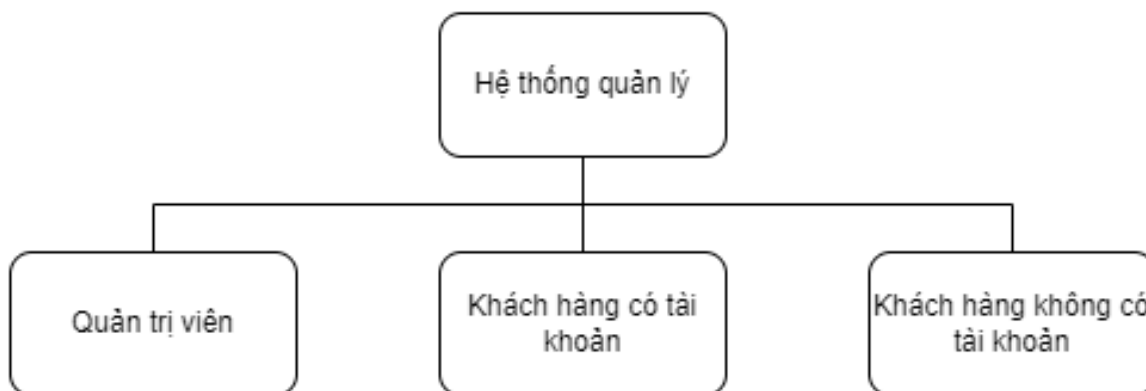 Hệ thống quản lý
Quản trị viên
Khách hàng có tài
khoản
Khách hàng không có
tài khoản